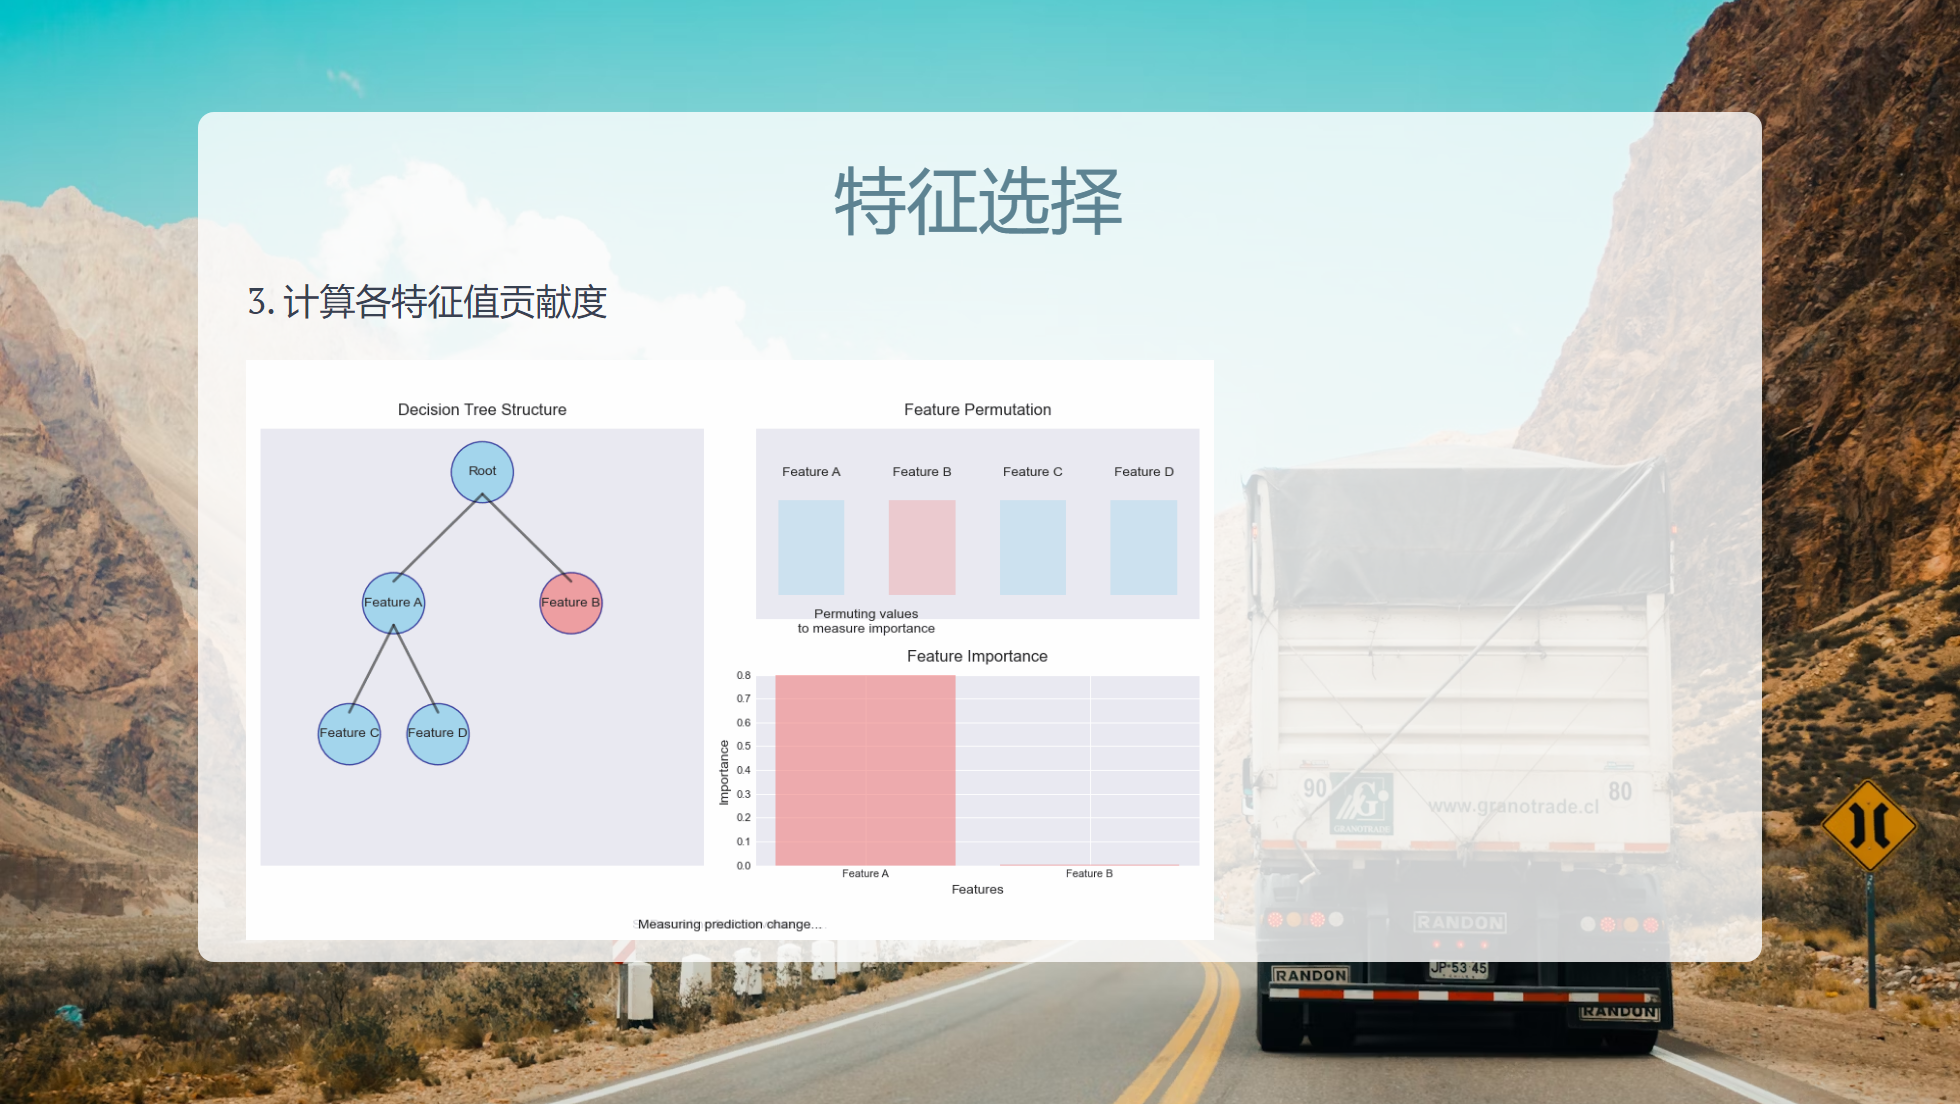 特征选择
3. 计算各特征值贡献度
Decision Tree Structure
Root
Feature A
Feature B
Feature C
Feature D
Feature Permutation
Feature A
Feature B
Feature C
Feature D
Permuting values
to measure importance
Feature Importance
0.8
0.7
0.6
0.5
0.4
0.3
0.2
0.1
0.0
Importance
Feature A
Feature B
Features
Measuring prediction change...
90
80
GRANOTRADE
www.granotrade.cl
RANDON
RANDON
JP-53 45
RANDON